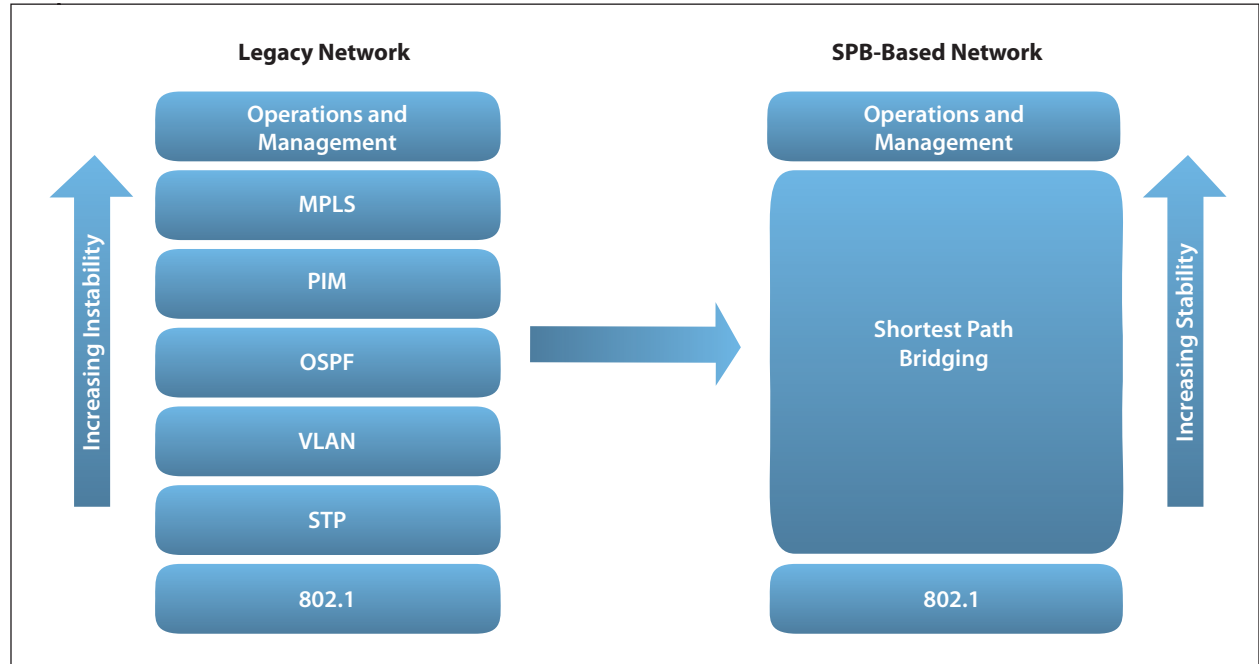 Legacy Network
Operations and
Management
MPLS
PIM
OSPF
VLAN
STP
802.1
Increasing Instability
SPB-Based Network
Operations and
Management
Shortest Path
Bridging
802.1
Increasing Stability